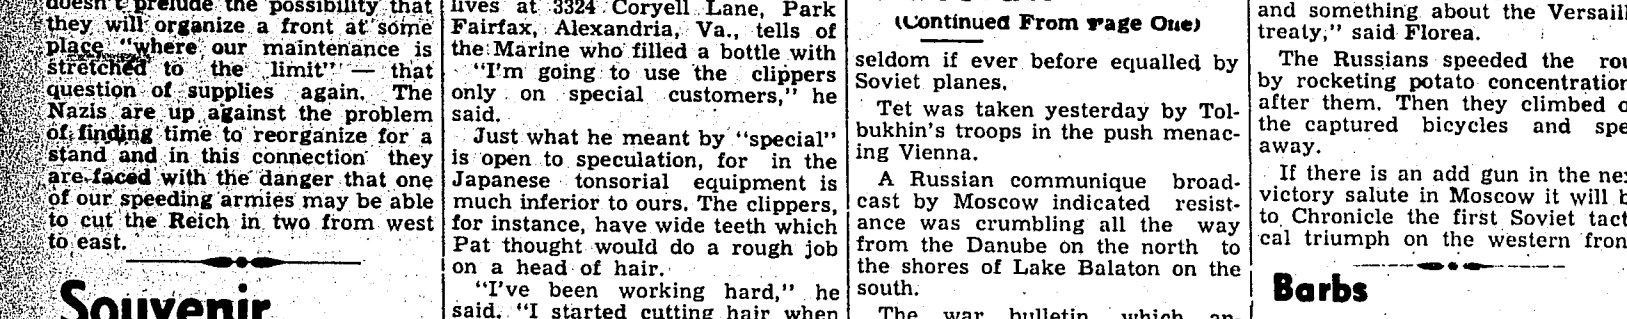 doesn't prelude the possibility that
they will organize a front at some
place "where our maintenance is
stretched to the limit" — that
question of supplies again. The
Nazis are up against the problem
of finding time to reorganize for a
stand and in this connection they
are faced with the danger that one
of our speeding armies may be able
to cut the Reich in two from west
to east.
Souvenir
lives at 3324 Coryell Lane, Park
Fairfax, Alexandria, Va., tells of
the Marine who filled a bottle with
"I'm going to use the clippers
only on special customers," he
said.
Just what he meant by "special"
is open to speculation, for in the
Japanese tonsorial equipment is
much inferior to ours. The clippers,
for instance, have wide teeth which
Pat thought would do a rough job
on a head of hair.
"I've been working hard," he
said. "I started cutting hair when
(Continued From Page One)
seldom if ever before equalled by
Soviet planes.
Tet was taken yesterday by Tol-
bukhin's troops in the push menac-
ing Vienna.
A Russian communique broad-
cast by Moscow indicated resist-
ance was crumbling all the way
from the Danube on the north to
the shores of Lake Balaton on the
south.
The war bulletin which an-
and something about the Versaill
treaty," said Florea.
The Russians speeded the rou
by rocketing potato concentration
after them. Then they climbed o
the captured bicycles and spe
away.
If there is an add gun in the nex
victory salute in Moscow it will b
to Chronicle the first Soviet tact
cal triumph on the western fron
Barbs